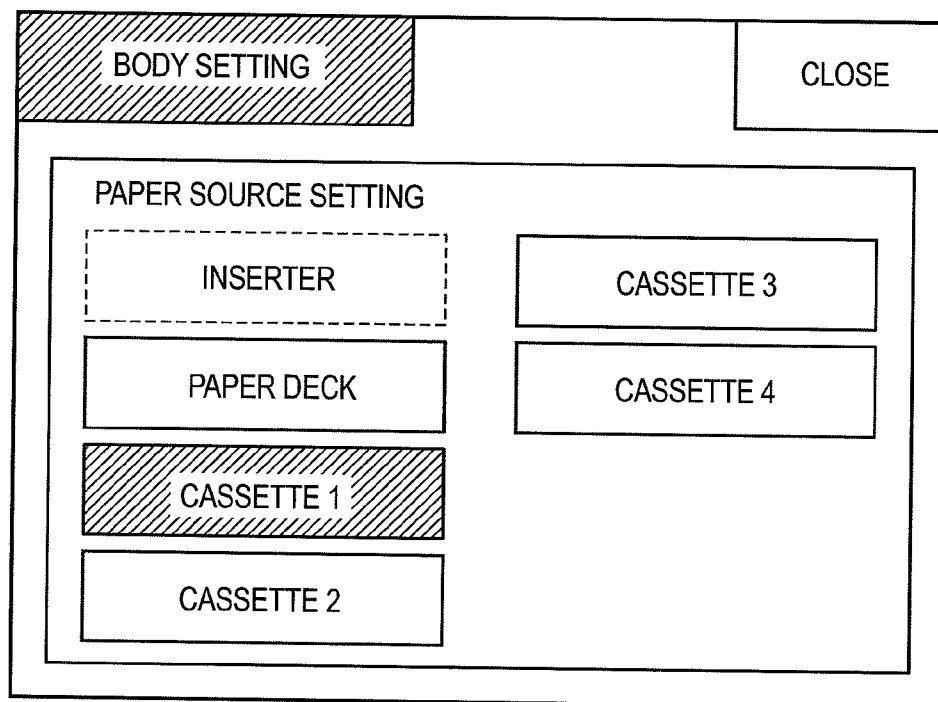 BODY SETTING
CLOSE
PAPER SOURCE SETTING
INSERTER
PAPER DECK
CASSETTE 1
CASSETTE 2
CASSETTE 3
CASSETTE 4